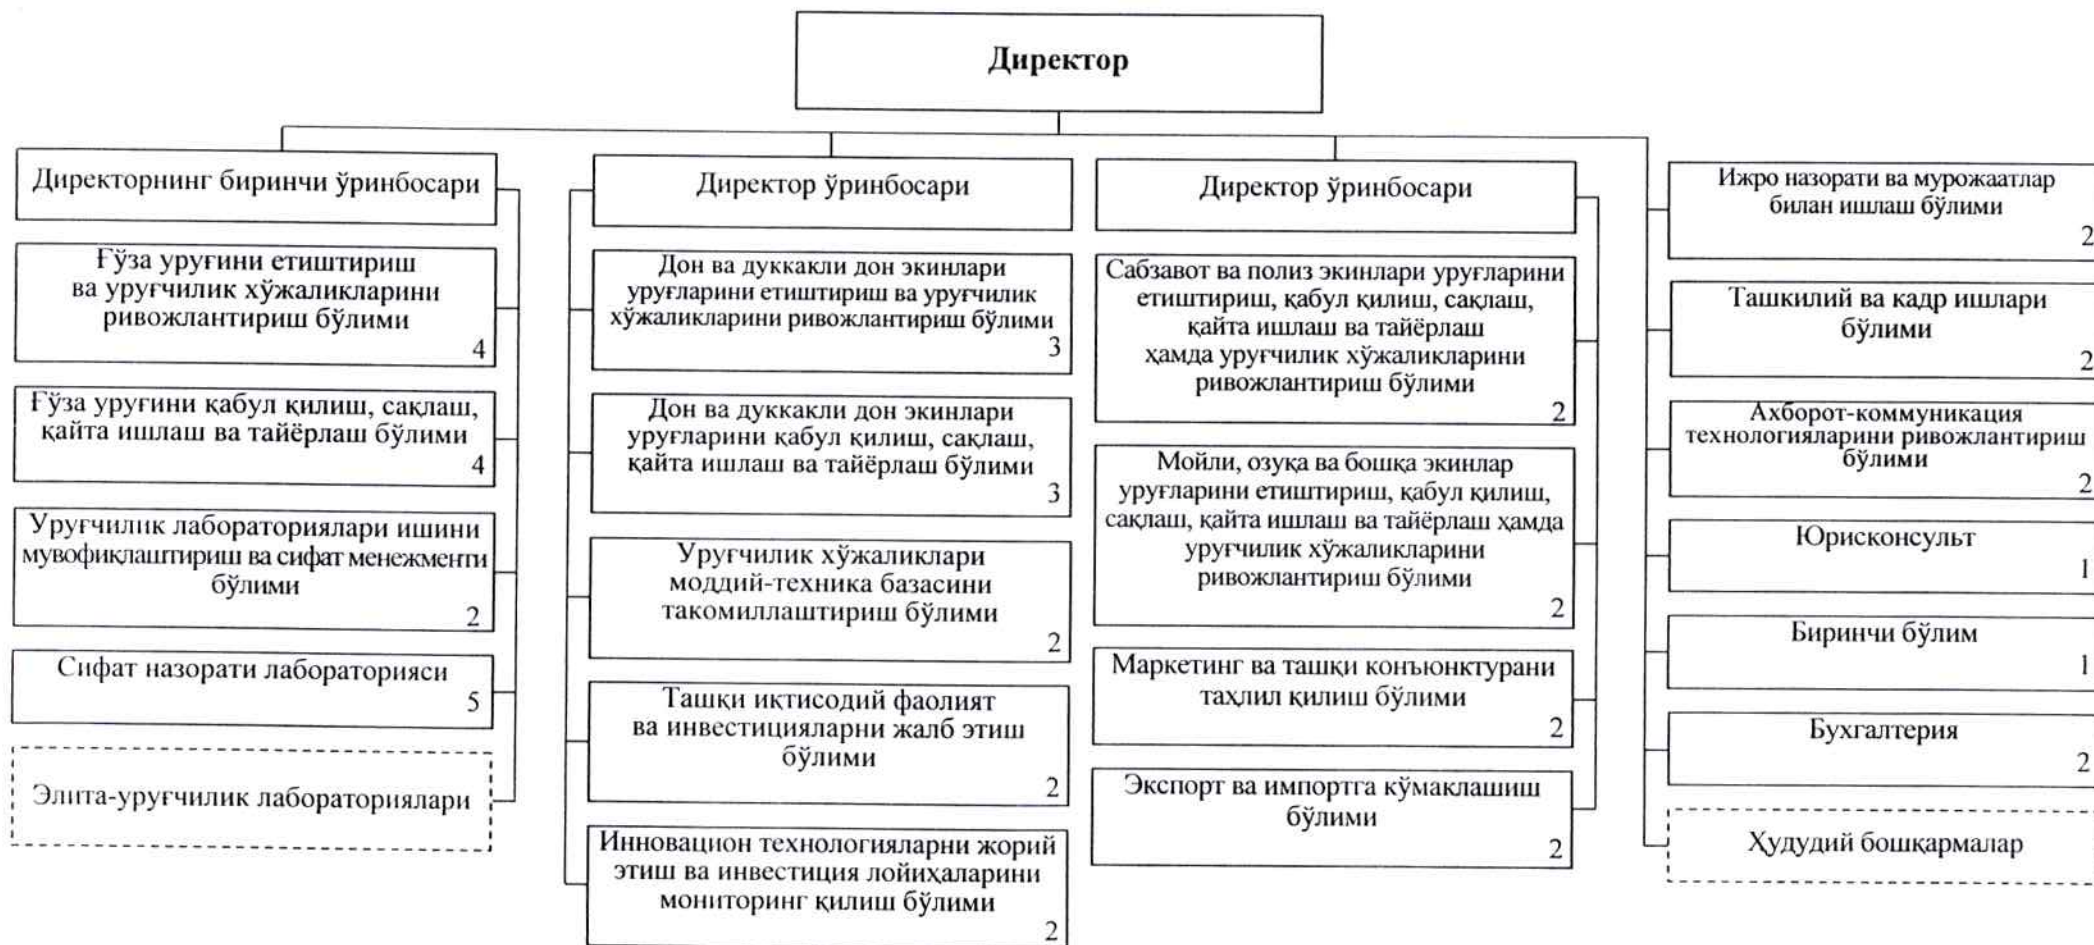 Директор
Директорнинг биринчи ўринбосари
Ғўза уруғини етиштириш
ва уруғчилик хўжаликларини
ривожлантириш бўлими
4
Ғўза уруғини қабул қилиш, сақлаш,
қайта ишлаш ва тайёрлаш бўлими
4
Уруғчилик лабораториялари ишини
мувофиқлаштириш ва сифат менежменти
бўлими
2
Сифат назорати лабораторияси
5
Элита-уруғчилик лабораториялари
Директор ўринбосари
Дон ва дуккакли дон экинлари
уруғларини етиштириш ва уруғчилик
хўжаликларини ривожлантириш бўлими
3
Дон ва дуккакли дон экинлари
уруғларини қабул қилиш, сақлаш,
қайта ишлаш ва тайёрлаш бўлими
3
Уруғчилик хўжаликлари
моддий-техника базасини
такомиллаштириш бўлими
2
Ташқи иқтисодий фаолият
ва инвестицияларни жалб этиш
бўлими
2
Инновацион технологияларни жорий
этиш ва инвестиция лойиҳаларини
мониторинг қилиш бўлими
2
Директор ўринбосари
Сабзавот ва полиз экинлари уруғларини
етиштириш, қабул қилиш, сақлаш,
қайта ишлаш ва тайёрлаш
ҳамда уруғчилик хўжаликларини
ривожлантириш бўлими
2
Мойли, озуқа ва бошқа экинлар
уруғларини етиштириш, қабул қилиш,
сақлаш, қайта ишлаш ва тайёрлаш ҳамда
уруғчилик хўжаликларини
ривожлантириш бўлими
2
Маркетинг ва ташқи конъюнктурани
таҳлил қилиш бўлими
2
Экспорт ва импортга кўмаклашиш
бўлими
2
Ижро назорати ва мурожаатлар
билан ишлаш бўлими
2
Ташкилий ва кадр ишлари
бўлими
2
Ахборот-коммуникация
технологияларини ривожлантириш
бўлими
2
Юрисконсульт
1
Биринчи бўлим
1
Бухгалтерия
2
Ҳудудий бошқармалар